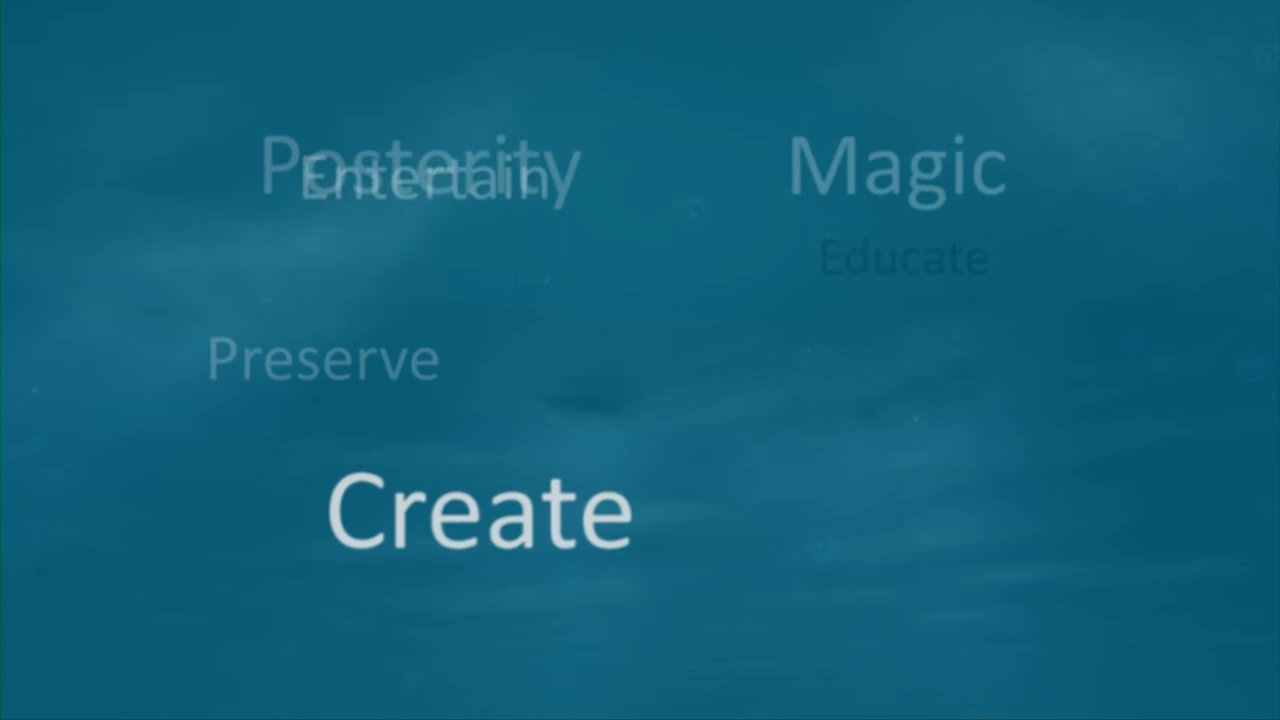 Posterity
Entertain
Magic
Educate
Preserve
Create